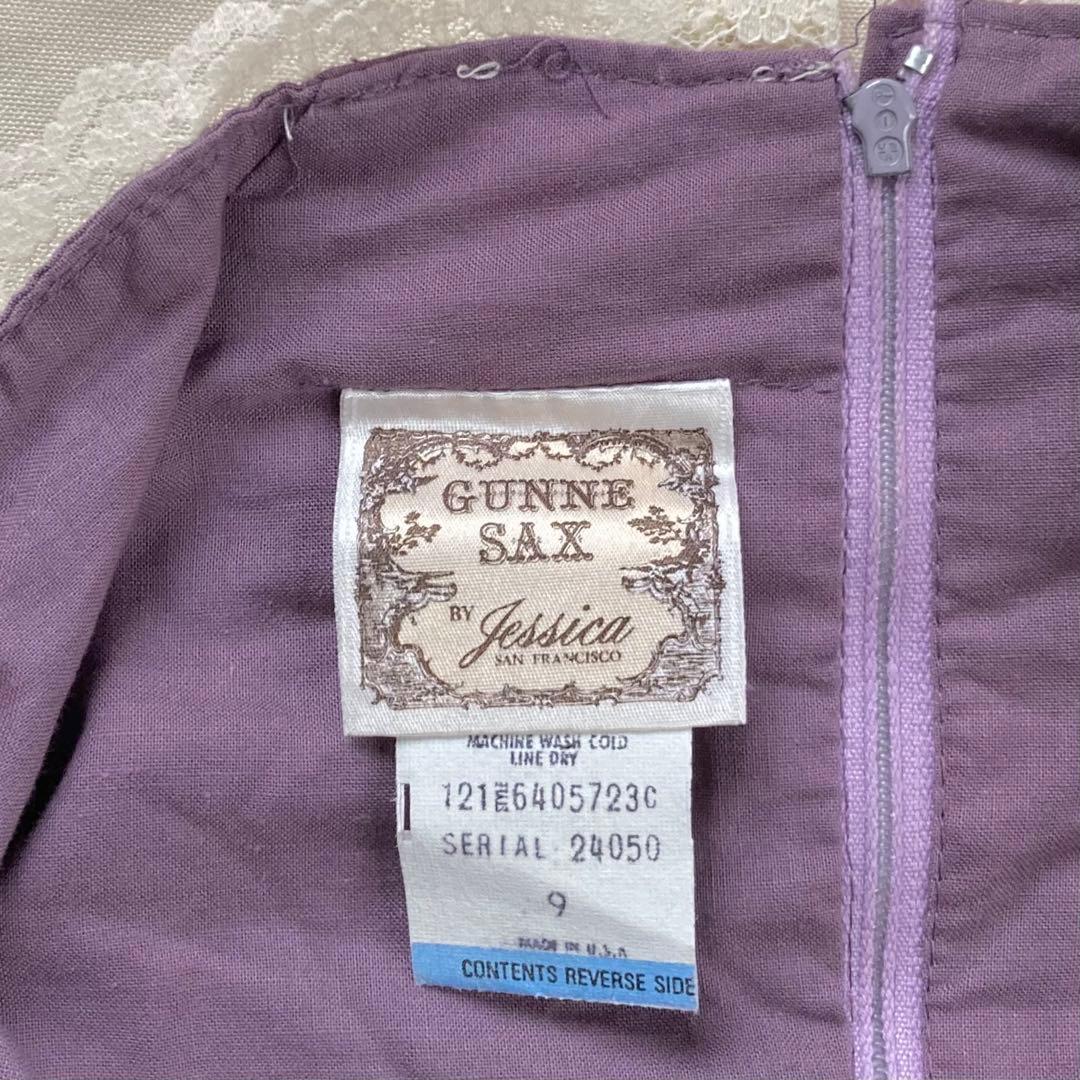 GUNNE
SAX
BY Jessica
SAN FRANCISCO
MACHINE WASH COLD
LINE DRY
121 STYLE 6405723C
SERIAL 24050
9
MADE IN U.S.A
CONTENTS REVERSE SIDE